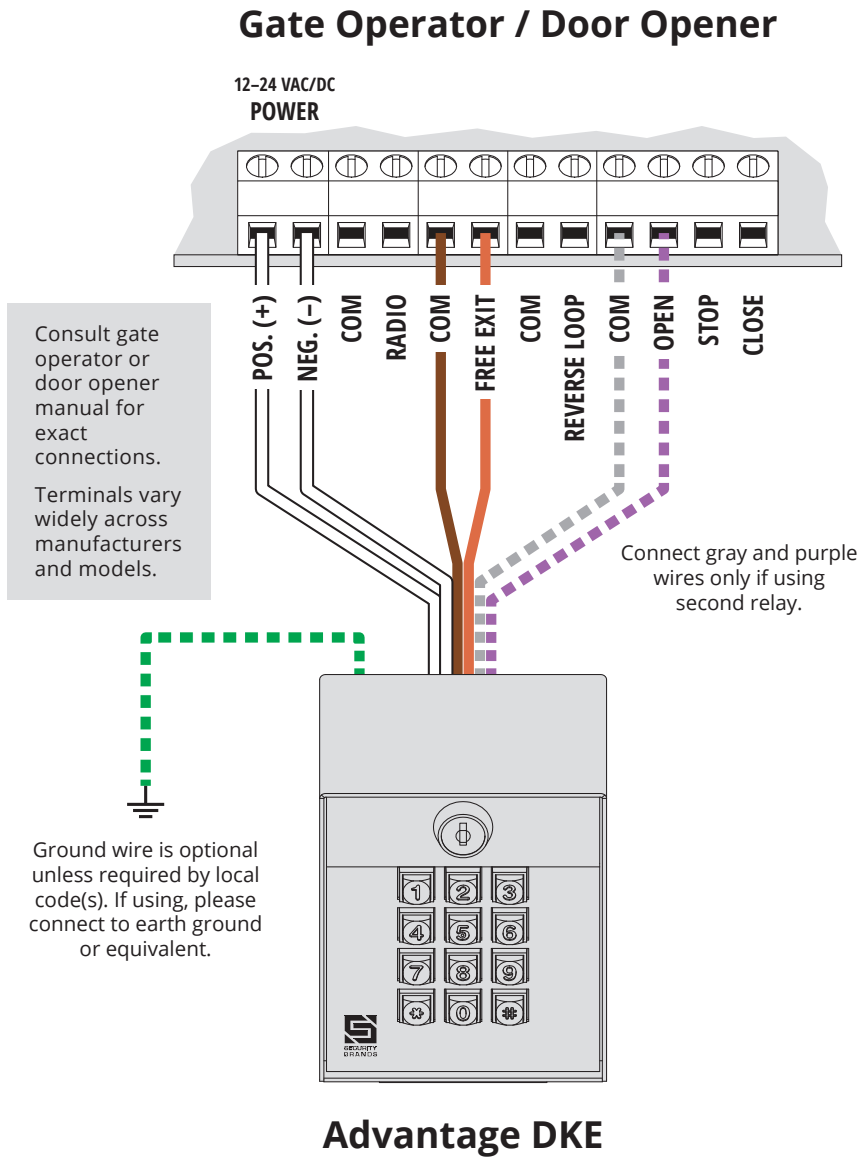 Gate Operator / Door Opener
12–24 VAC/DC
POWER
POS. (+)
NEG. (–)
COM
RADIO
COM
FREE EXIT
COM
REVERSE LOOP
COM
OPEN
STOP
CLOSE
Consult gate
operator or
door opener
manual for
exact
connections.
Terminals vary
widely across
manufacturers
and models.
Connect gray and purple
wires only if using
second relay.
Ground wire is optional
unless required by local
code(s). If using, please
connect to earth ground
or equivalent.
1 2 3
4 5 6
7 8 9
* 0 #
S
SECURITY
BRANDS
Advantage DKE